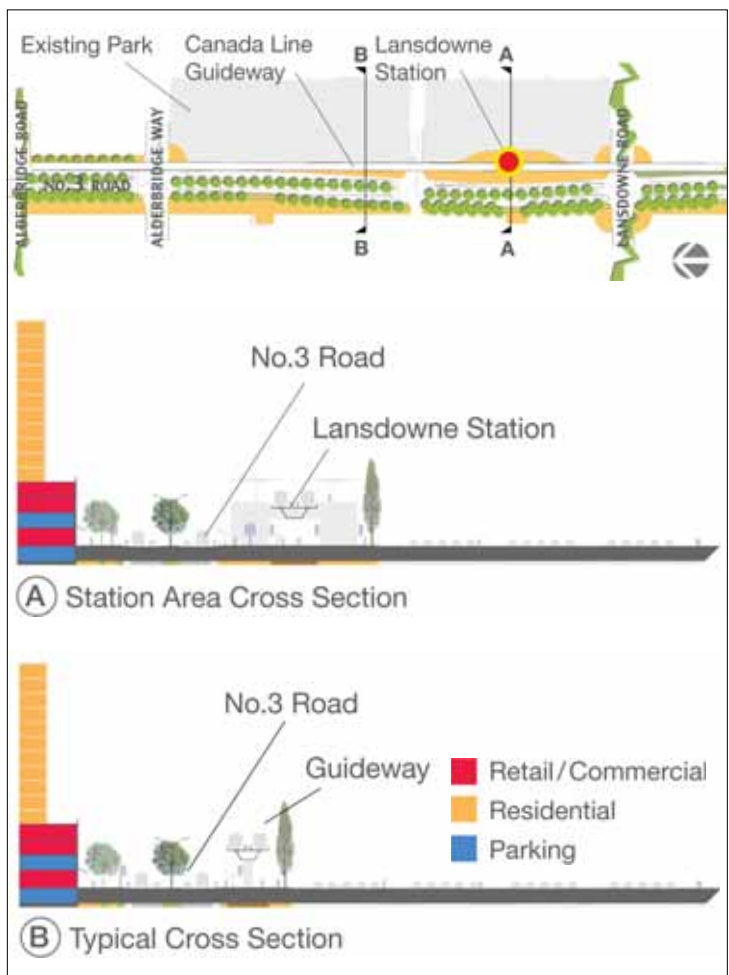 Existing Park
Canada Line
Guideway
Lansdowne
Station
B
A
ALDERBRIDGE ROAD
NO. 3 ROAD
ALDERBRIDGE WAY
LANSDOWNE ROAD
B
A
No.3 Road
Lansdowne Station
A Station Area Cross Section
No.3 Road
Guideway
Retail/Commercial
Residential
Parking
B Typical Cross Section